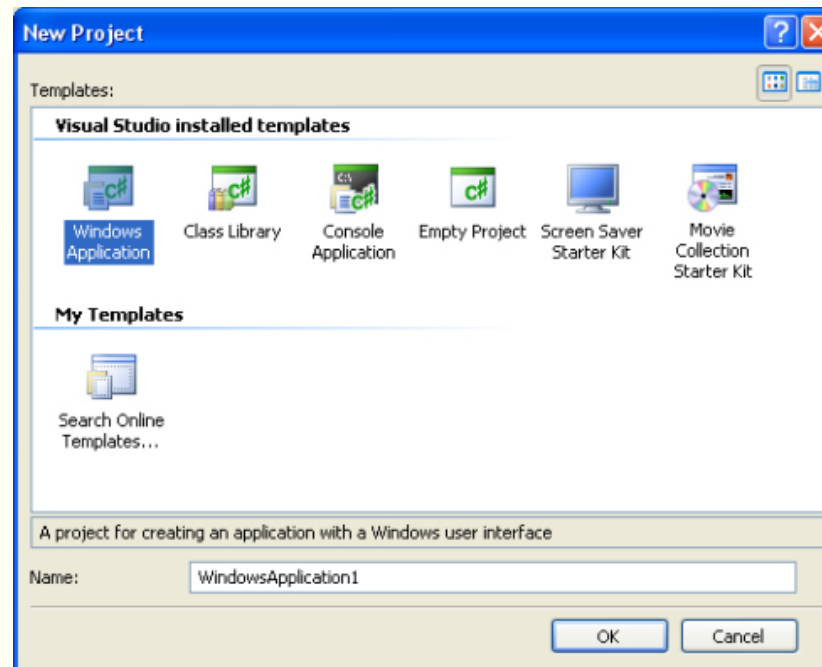 New Project
Templates:
Visual Studio installed templates
Windows
Application
Class Library
Console
Application
Empty Project
Screen Saver
Starter Kit
Movie
Collection
Starter Kit
My Templates
Search Online
Templates...
A project for creating an application with a Windows user interface
Name:
WindowsApplication1
OK
Cancel